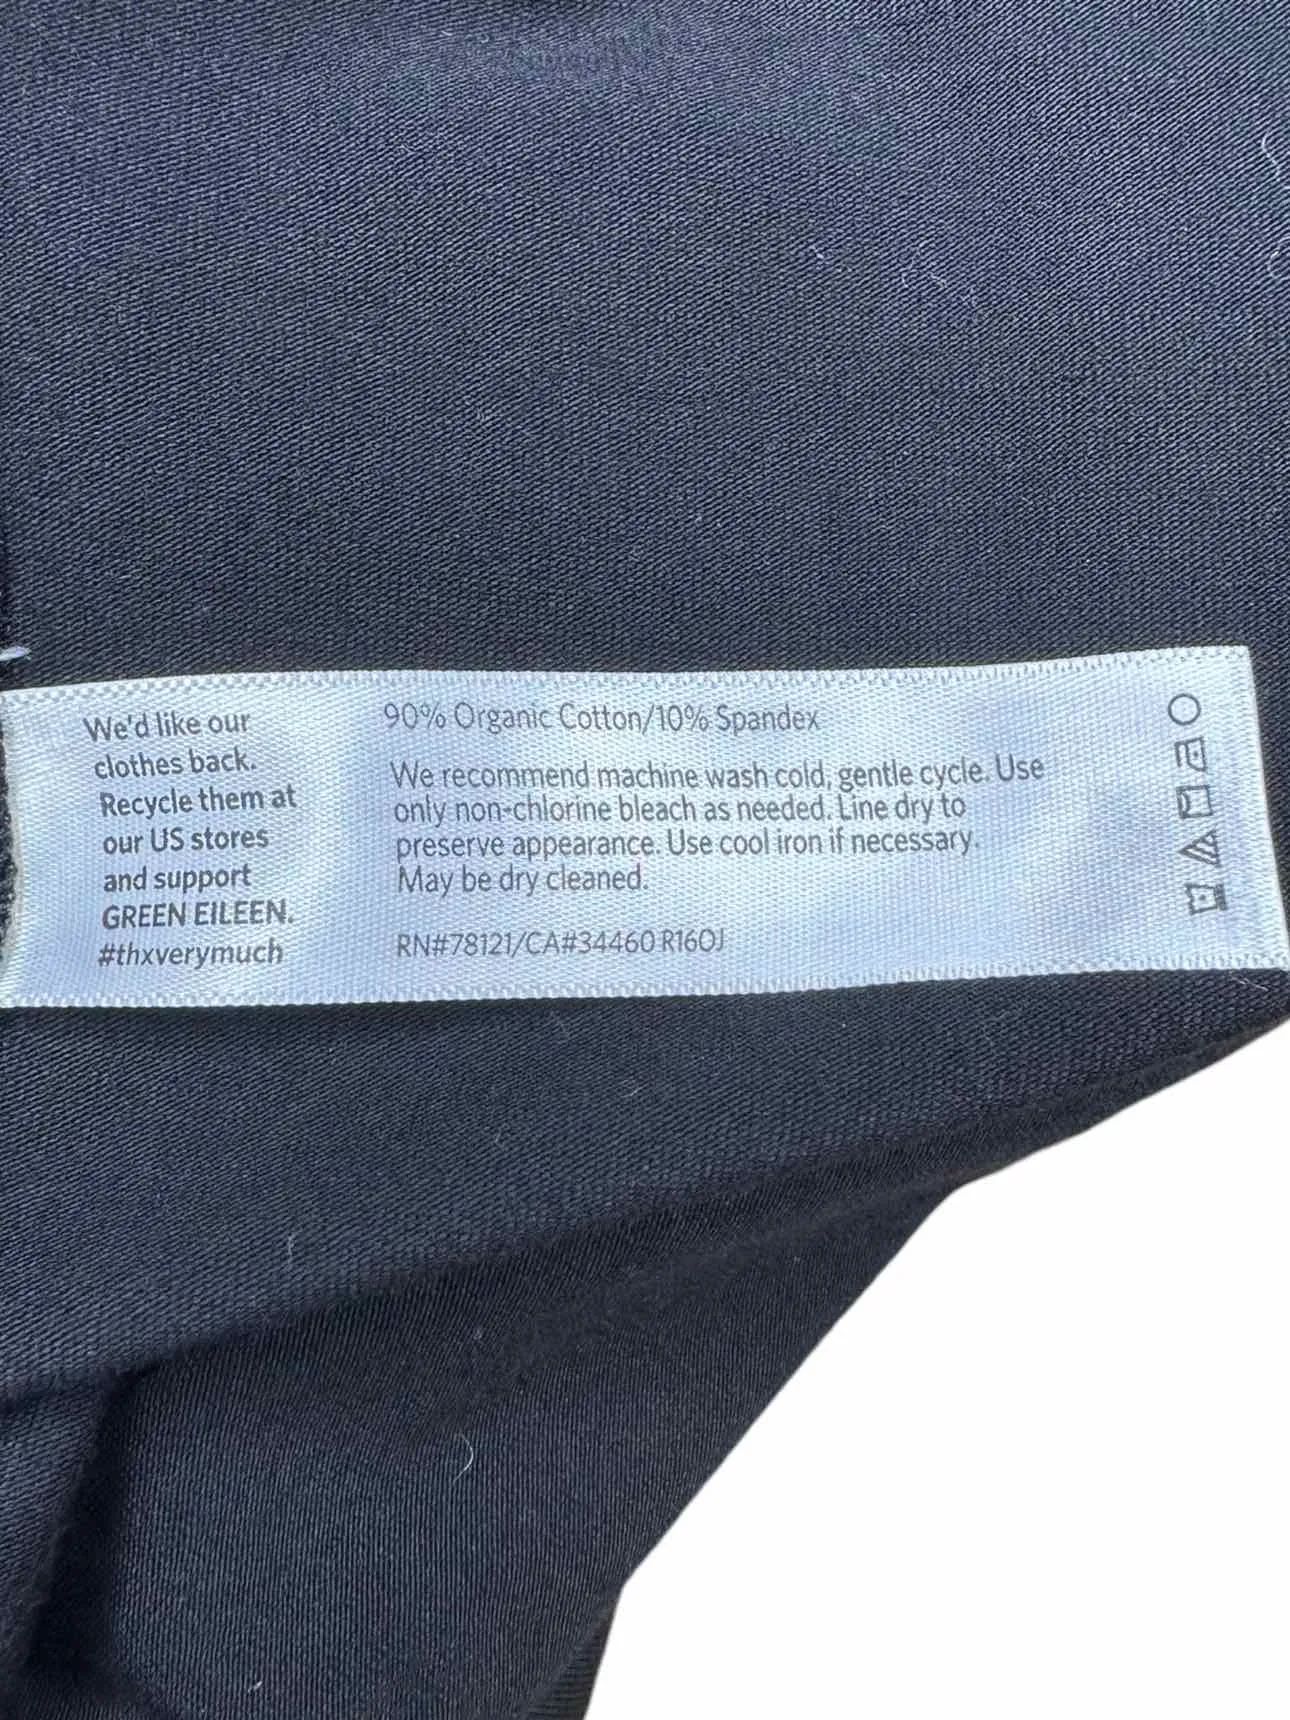 We'd like our
clothes back.
Recycle them at
our US stores
and support
GREEN EILEEN.
#thxverymuch
90% Organic Cotton/10% Spandex
We recommend machine wash cold, gentle cycle. Use
only non-chlorine bleach as needed. Line dry to
preserve appearance. Use cool iron if necessary.
May be dry cleaned.
RN#78121/CA#34460 R16OJ